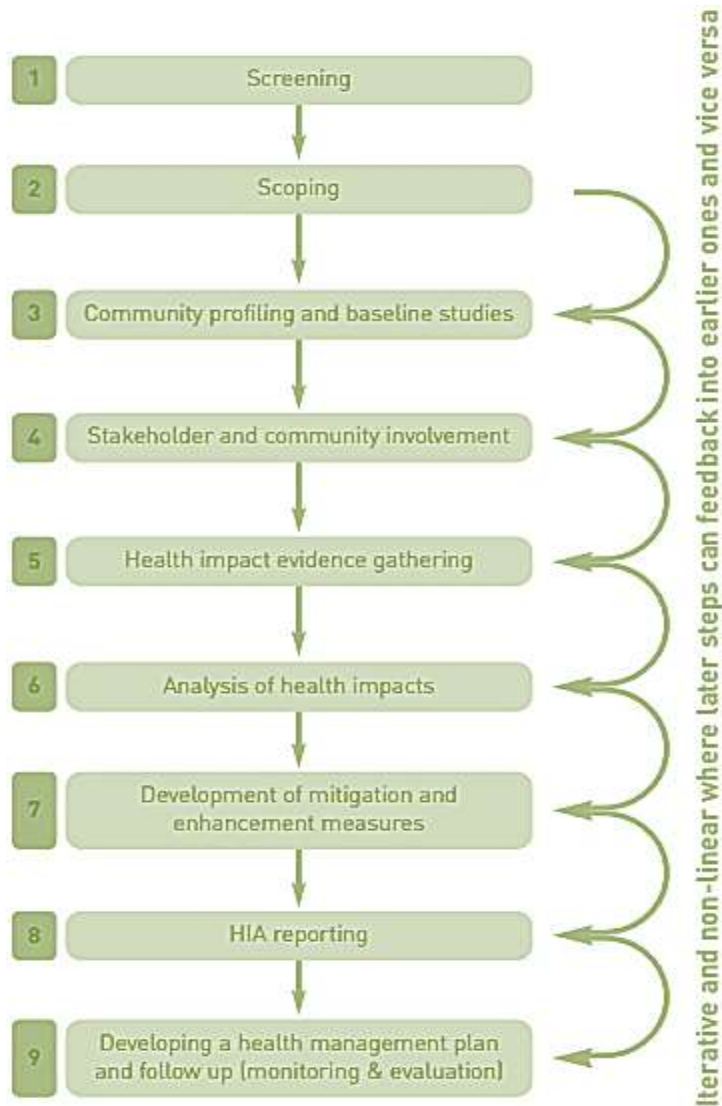 1
Screening
2
Scoping
3
Community profiling and baseline studies
4
Stakeholder and community involvement
5
Health impact evidence gathering
6
Analysis of health impacts
7
Development of mitigation and
enhancement measures
8
HIA reporting
9
Developing a health management plan
and follow up (monitoring & evaluation)
Iterative and non-linear where later steps can feedback into earlier ones and vice versa